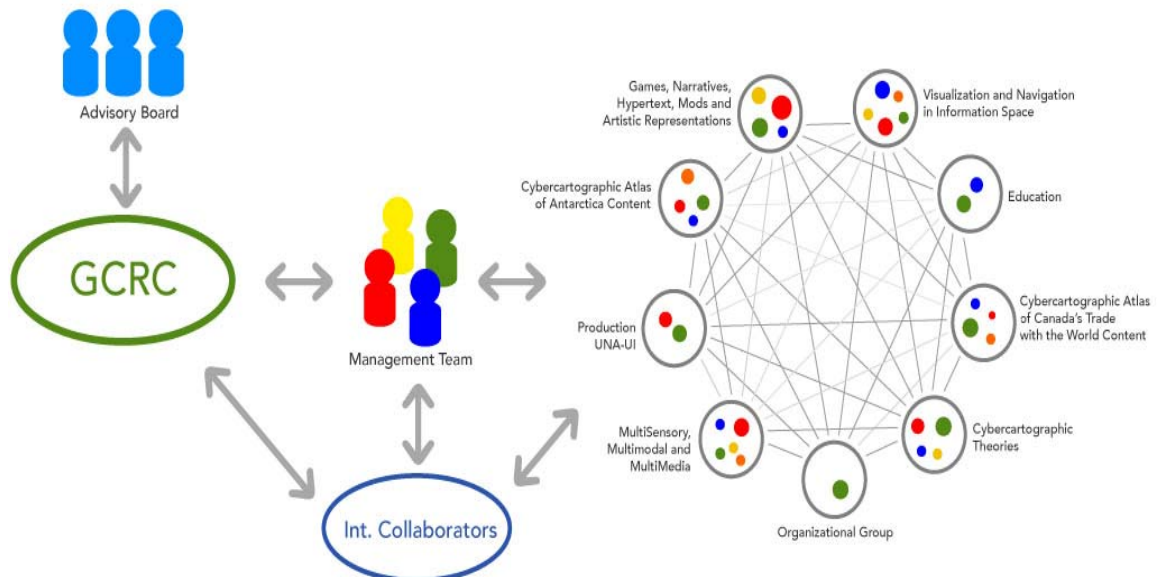 Advisory Board
GCRC
Management Team
Int. Collaborators
Games, Narratives,
Hypertext, Mods and
Artistic Representations
Visualization and Navigation
in Information Space
Cybercartographic Atlas
of Antarctica Content
Education
Production
UNA-UI
Cybercartographic Atlas
of Canada's Trade
with the World Content
MultiSensory,
Multimodal and
MultiMedia
Cybercartographic
Theories
Organizational Group